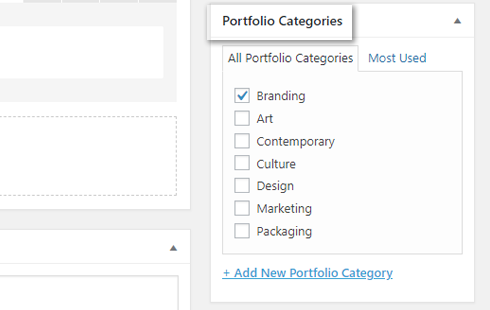 Portfolio Categories
All Portfolio Categories Most Used
Branding
Art
Contemporary
Culture
Design
Marketing
Packaging
+ Add New Portfolio Category